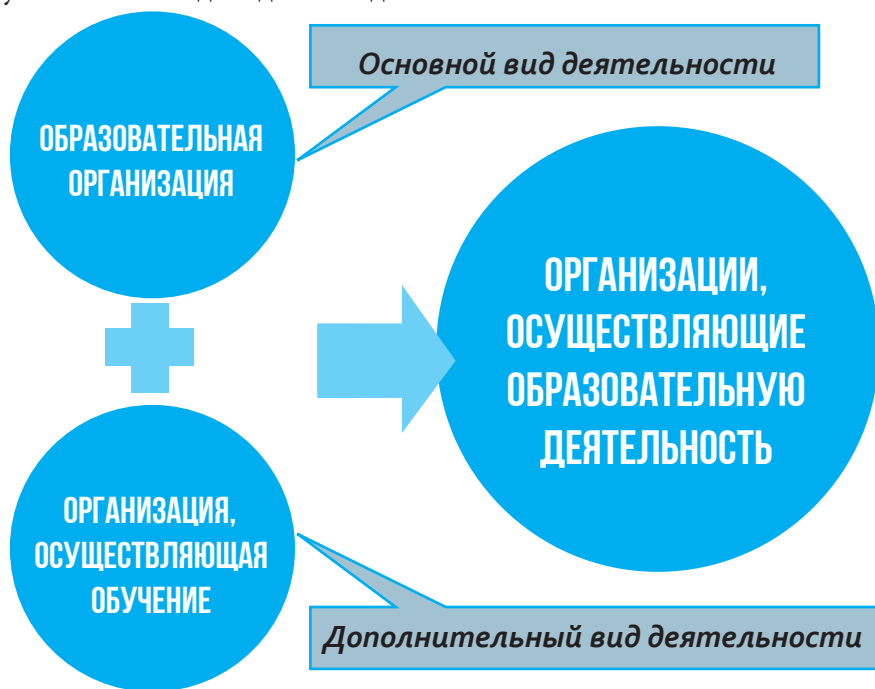 Основной вид деятельности
ОБРАЗОВАТЕЛЬНАЯ
ОРГАНИЗАЦИЯ
ОРГАНИЗАЦИИ,
ОСУЩЕСТВЛЯЮЩИЕ
ОБРАЗОВАТЕЛЬНУЮ
ДЕЯТЕЛЬНОСТЬ
ОРГАНИЗАЦИЯ,
ОСУЩЕСТВЛЯЮЩАЯ
ОБУЧЕНИЕ
Дополнительный вид деятельности